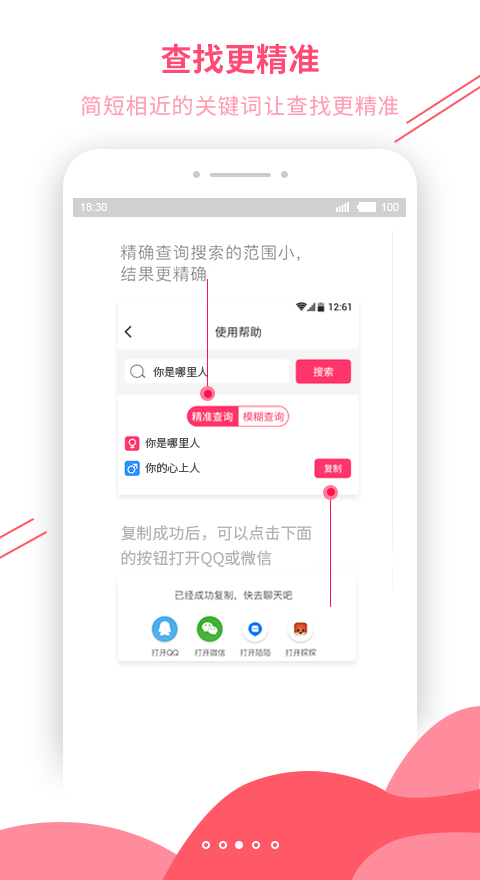 查找更精准
简短相近的关键词让查找更精准
18:30 100
精确查询搜索的范围小，
结果更精确
12:61
使用帮助
你是哪里人 搜索
精准查询 模糊查询
你是哪里人
你的心上人 复制
复制成功后，可以点击下面
的按钮打开QQ或微信
已经成功复制，快去聊天吧
打开QQ 打开微信 打开陌陌 打开探探